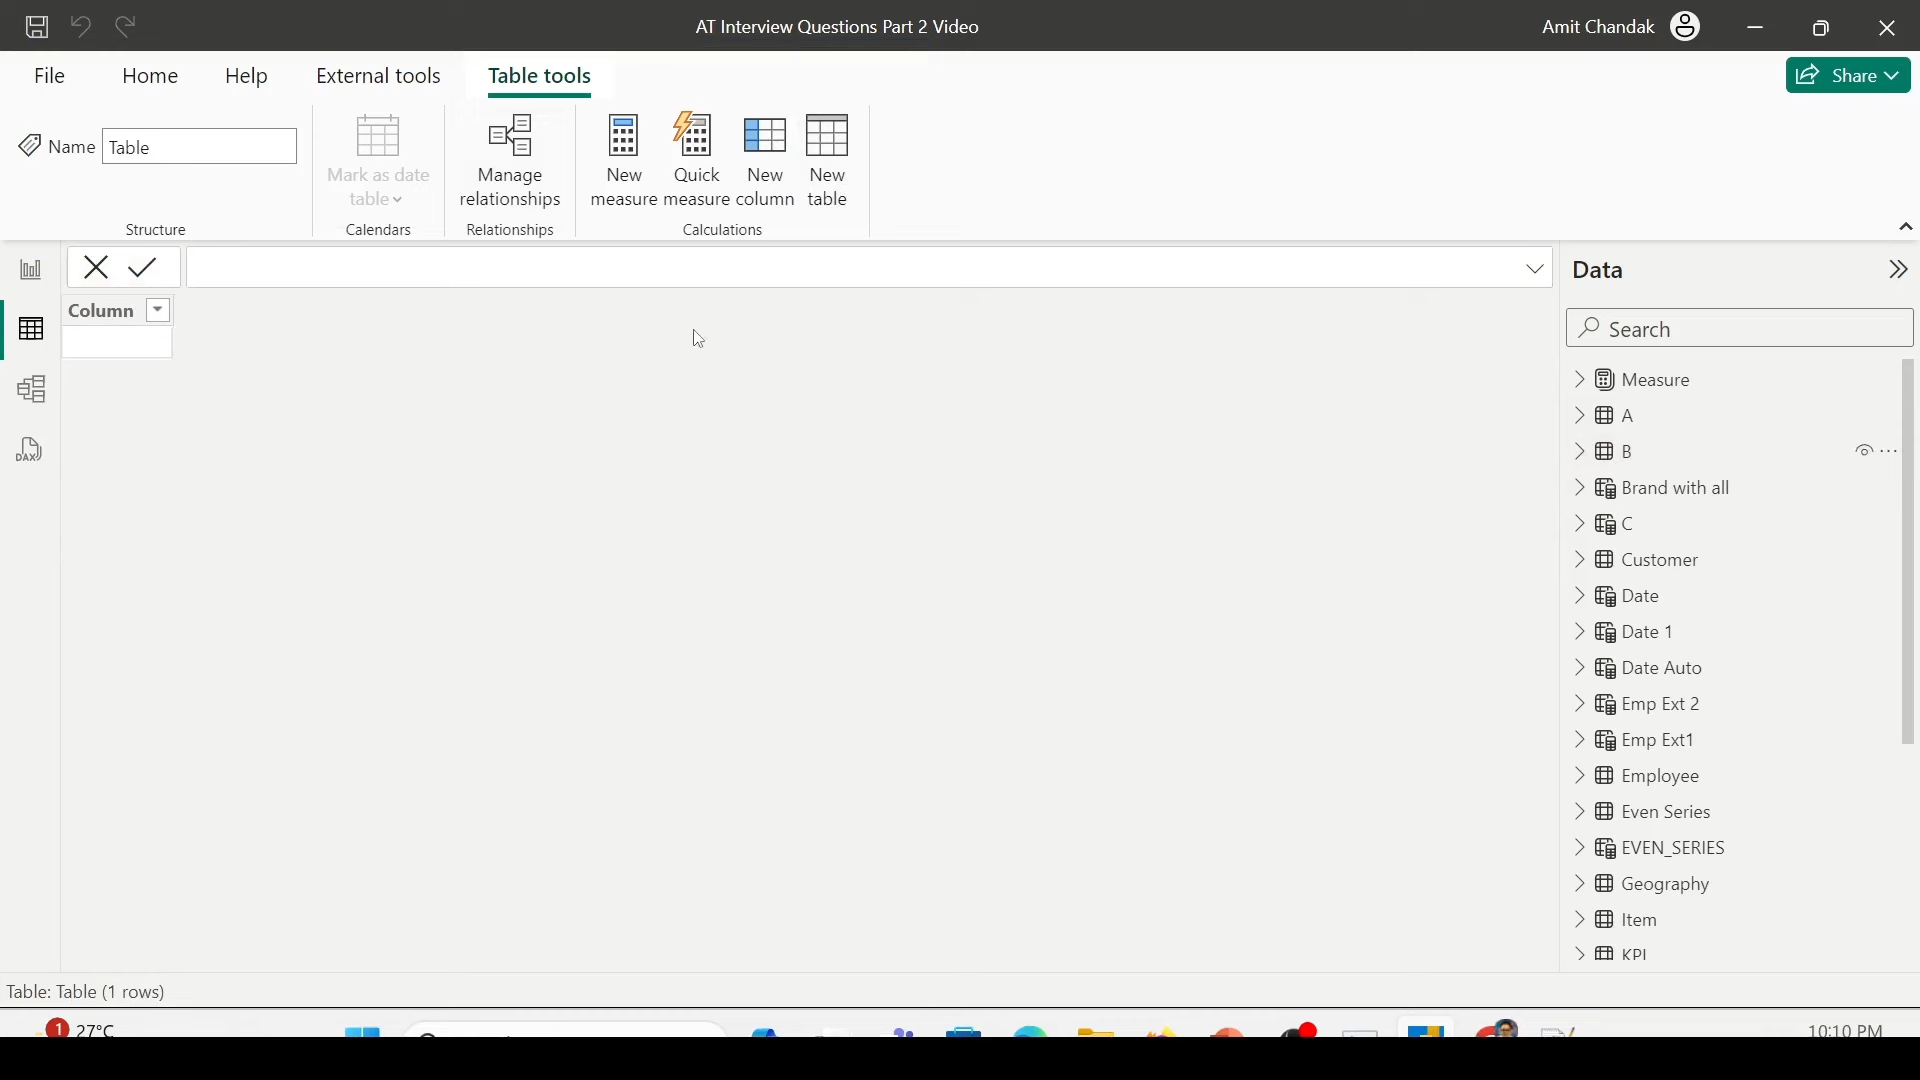 AT Interview Questions Part 2 Video
Amit Chandak
File
Home
Help
External tools
Table tools
Share
Name
Table
Mark as date
table
Manage
relationships
New
measure
Quick
measure
New
column
New
table
Structure
Calendars
Relationships
Calculations
Column
DAX
Data
Search
Measure
A
B
Brand with all
C
Customer
Date
Date 1
Date Auto
Emp Ext 2
Emp Ext1
Employee
Even Series
EVEN_SERIES
Geography
Item
KPI
Table: Table (1 rows)
1
27°C
10:10 PM